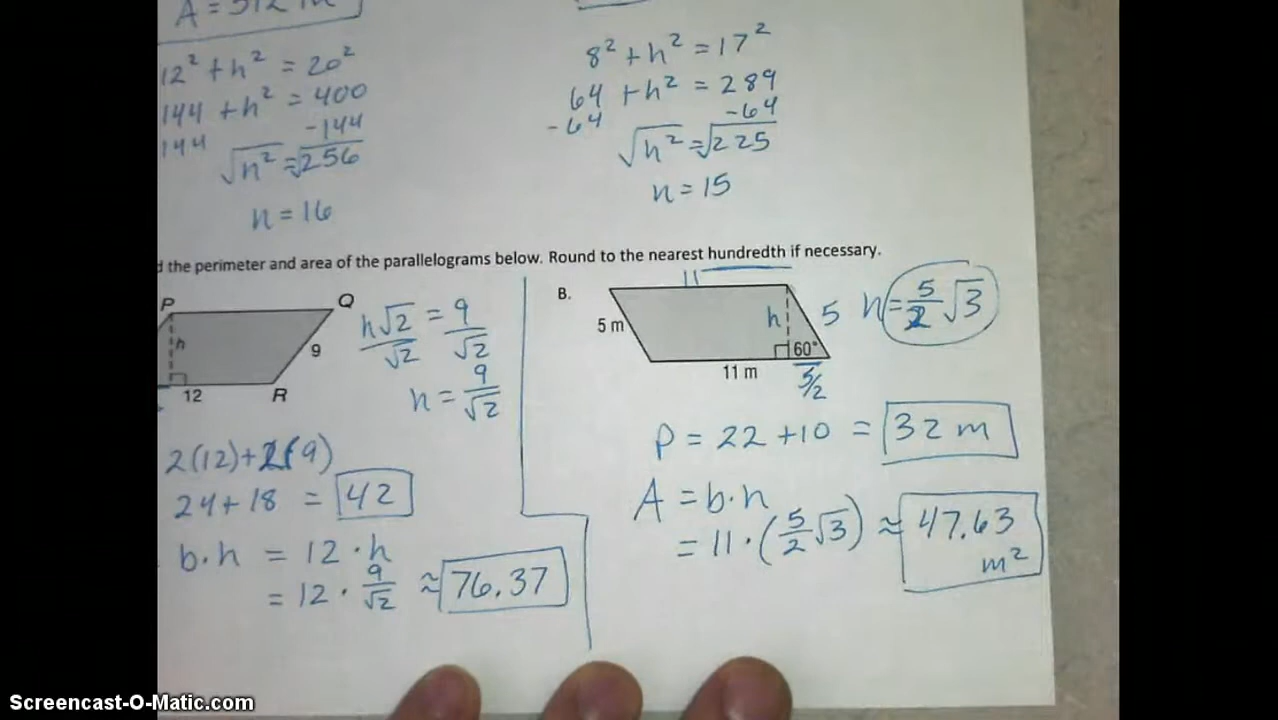 A = 512 m
12² + h² = 20²
144 + h² = 400
144 -144
√h² = √256
h = 16
8² + h² = 17²
64 + h² = 289
-64 -64
√h² = √225
h = 15
d the perimeter and area of the parallelograms below. Round to the nearest hundredth if necessary.
P Q
h
9
12 R
h√2 = 9
√2 √2
h = 9/√2
2(12)+2(9)
24+18 = 42
b·h = 12·h
= 12 · 9/√2 ≈ 76.37
B.
11
5 m h 5 h = 5/2 √3
60°
11 m 5/2
P = 22 +10 = 32 m
A = b·h
= 11 · (5/2 √3) ≈ 47.63 m²
Screencast-O-Matic.com